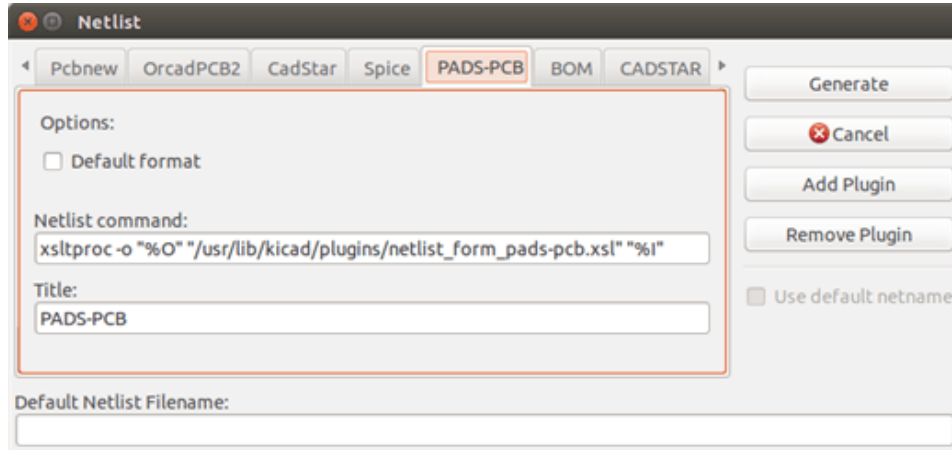 Netlist
Pcbnew OrcadPCB2 CadStar Spice PADS-PCB BOM CADSTAR
Generate
Options:
Cancel
Default format
Add Plugin
Netlist command:
Remove Plugin
xsltproc -o "%O" "/usr/lib/kicad/plugins/netlist_form_pads-pcb.xsl" "%I"
Title:
Use default netname
PADS-PCB
Default Netlist Filename: